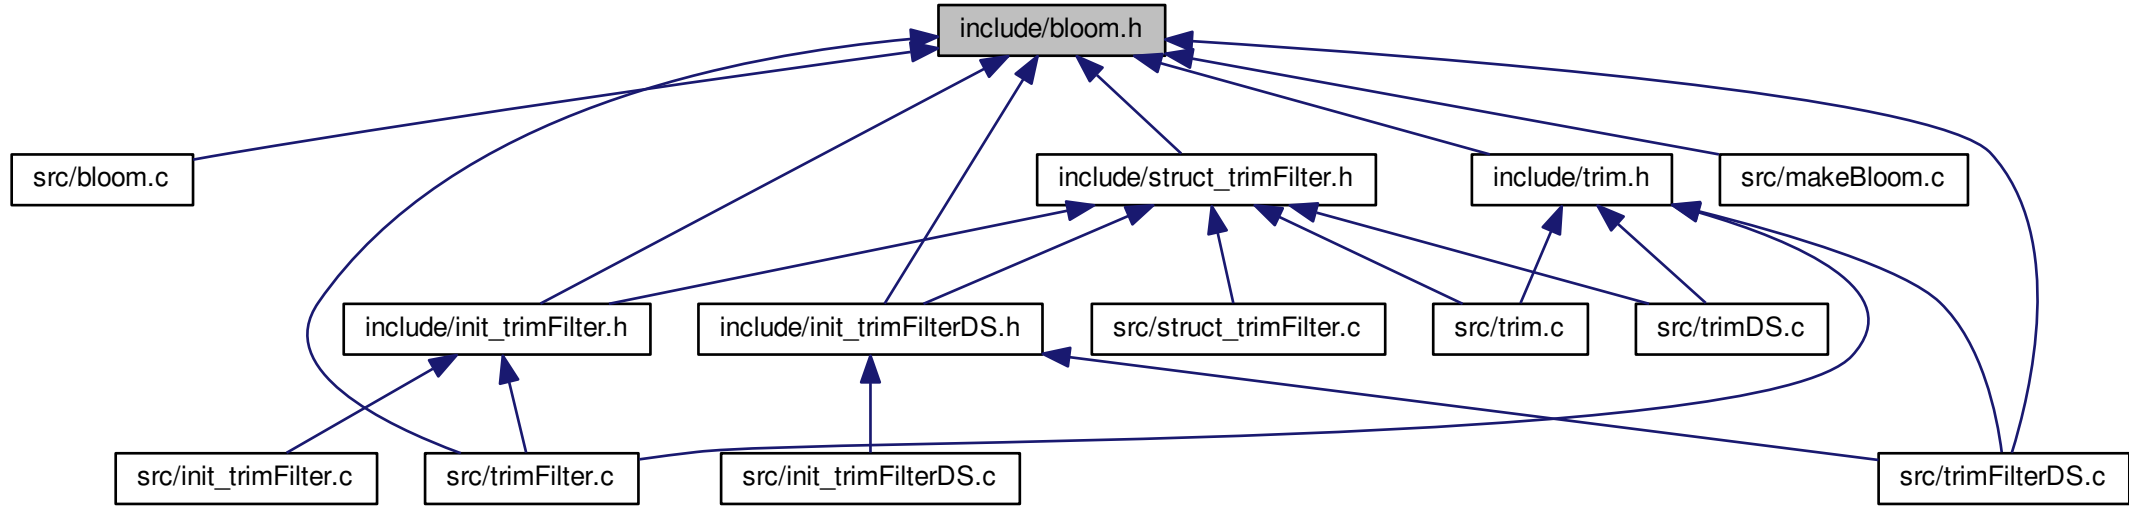 include/bloom.h
src/bloom.c
include/struct_trimFilter.h
include/trim.h
src/makeBloom.c
include/init_trimFilter.h
include/init_trimFilterDS.h
src/struct_trimFilter.c
src/trim.c
src/trimDS.c
src/init_trimFilter.c
src/trimFilter.c
src/init_trimFilterDS.c
src/trimFilterDS.c